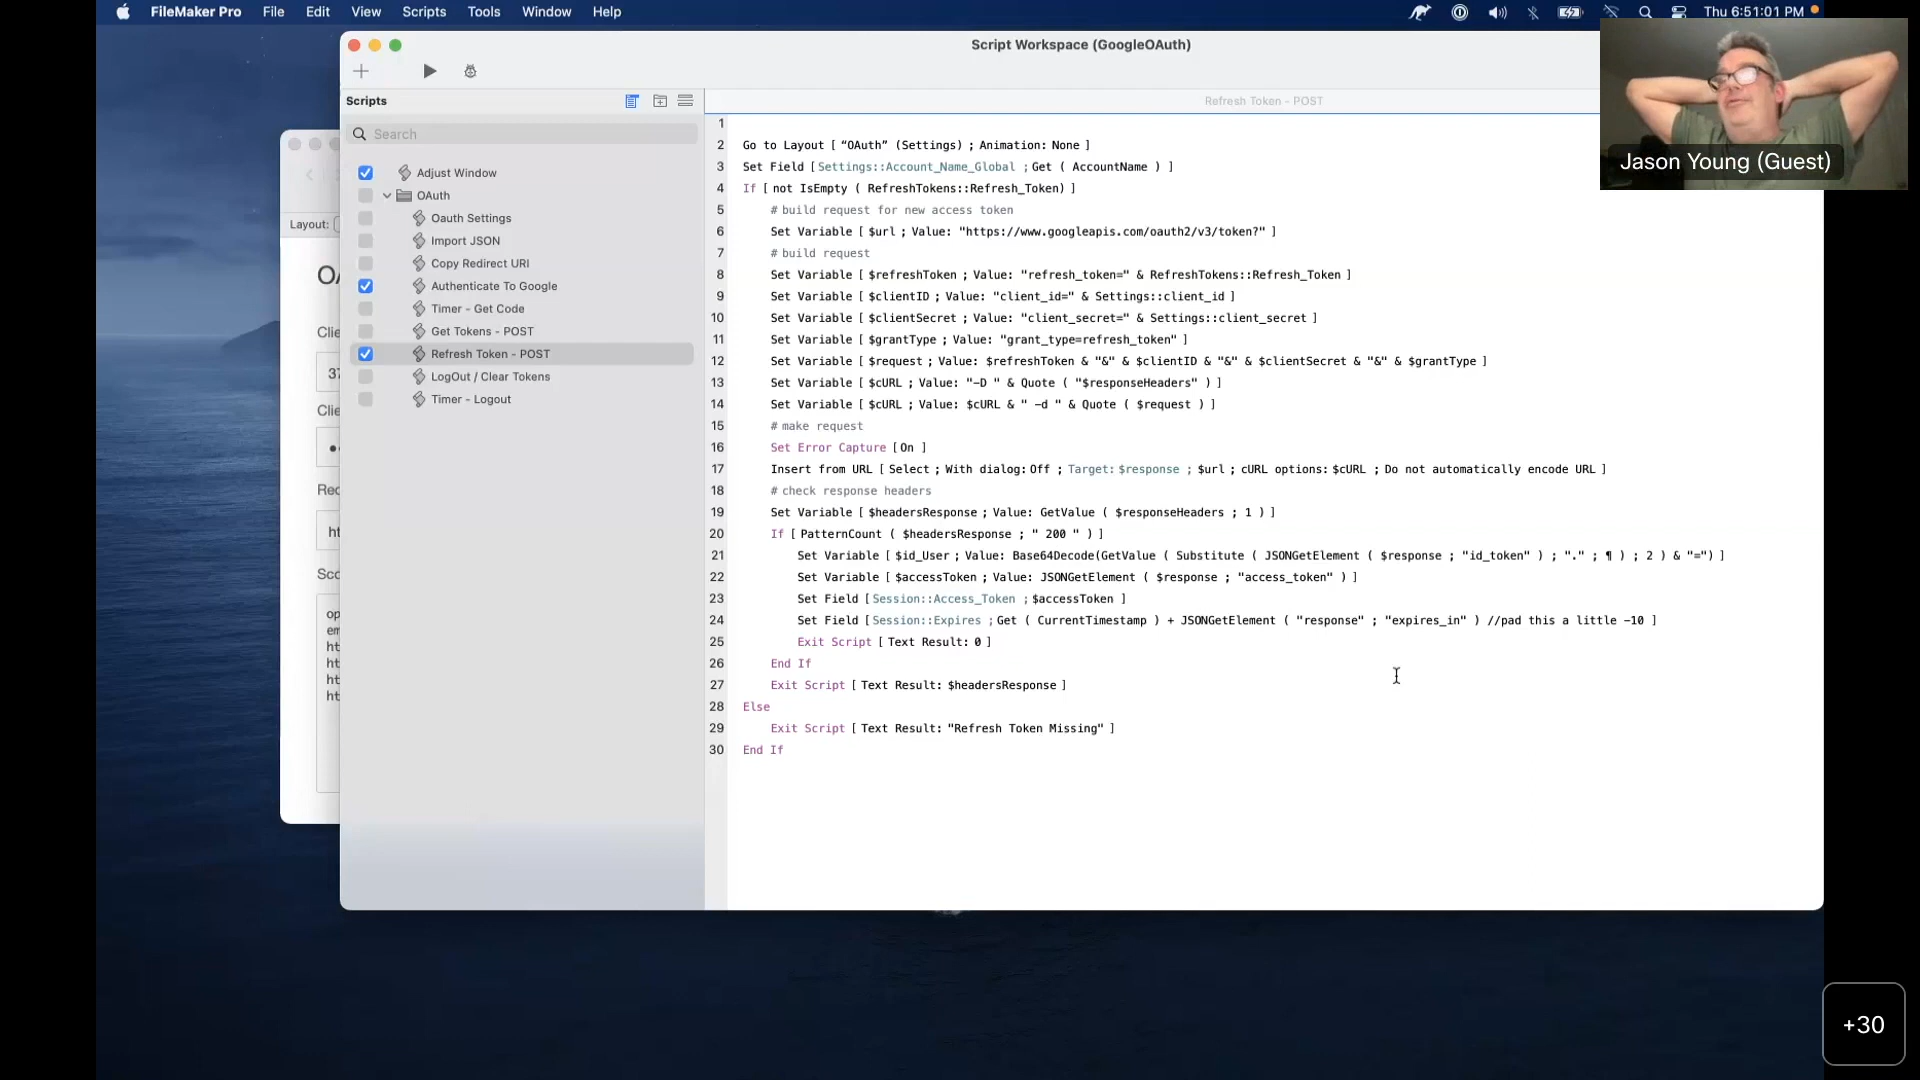 FileMaker Pro File Edit View Scripts Tools Window Help Thu 6:51:01 PM
Script Workspace (GoogleOAuth)
Jason Young (Guest)
Scripts
Refresh Token - POST
Search
Adjust Window
OAuth
Oauth Settings
Import JSON
Copy Redirect URI
Authenticate To Google
Timer - Get Code
Get Tokens - POST
Refresh Token - POST
LogOut / Clear Tokens
Timer - Logout
Layout:
1
2 Go to Layout [ “OAuth” (Settings) ; Animation: None ]
3 Set Field [ Settings::Account_Name_Global ; Get ( AccountName ) ]
4 If [ not IsEmpty ( RefreshTokens::Refresh_Token) ]
5 # build request for new access token
6 Set Variable [ $url ; Value: "https://www.googleapis.com/oauth2/v3/token?" ]
7 # build request
8 Set Variable [ $refreshToken ; Value: "refresh_token=" & RefreshTokens::Refresh_Token ]
9 Set Variable [ $clientID ; Value: "client_id=" & Settings::client_id ]
10 Set Variable [ $clientSecret ; Value: "client_secret=" & Settings::client_secret ]
11 Set Variable [ $grantType ; Value: "grant_type=refresh_token" ]
12 Set Variable [ $request ; Value: $refreshToken & "&" & $clientID & "&" & $clientSecret & "&" & $grantType ]
13 Set Variable [ $cURL ; Value: "-D " & Quote ( "$responseHeaders" ) ]
14 Set Variable [ $cURL ; Value: $cURL & " -d " & Quote ( $request ) ]
15 # make request
16 Set Error Capture [ On ]
17 Insert from URL [ Select ; With dialog: Off ; Target: $response ; $url ; cURL options: $cURL ; Do not automatically encode URL ]
18 # check response headers
19 Set Variable [ $headersResponse ; Value: GetValue ( $responseHeaders ; 1 ) ]
20 If [ PatternCount ( $headersResponse ; " 200 " ) ]
21 Set Variable [ $id_User ; Value: Base64Decode(GetValue ( Substitute ( JSONGetElement ( $response ; "id_token" ) ; "." ; ¶ ) ; 2 ) & "=") ]
22 Set Variable [ $accessToken ; Value: JSONGetElement ( $response ; "access_token" ) ]
23 Set Field [ Session::Access_Token ; $accessToken ]
24 Set Field [ Session::Expires ; Get ( CurrentTimestamp ) + JSONGetElement ( "response" ; "expires_in" ) //pad this a little -10 ]
25 Exit Script [ Text Result: 0 ]
26 End If
27 Exit Script [ Text Result: $headersResponse ]
28 Else
29 Exit Script [ Text Result: "Refresh Token Missing" ]
30 End If
+30